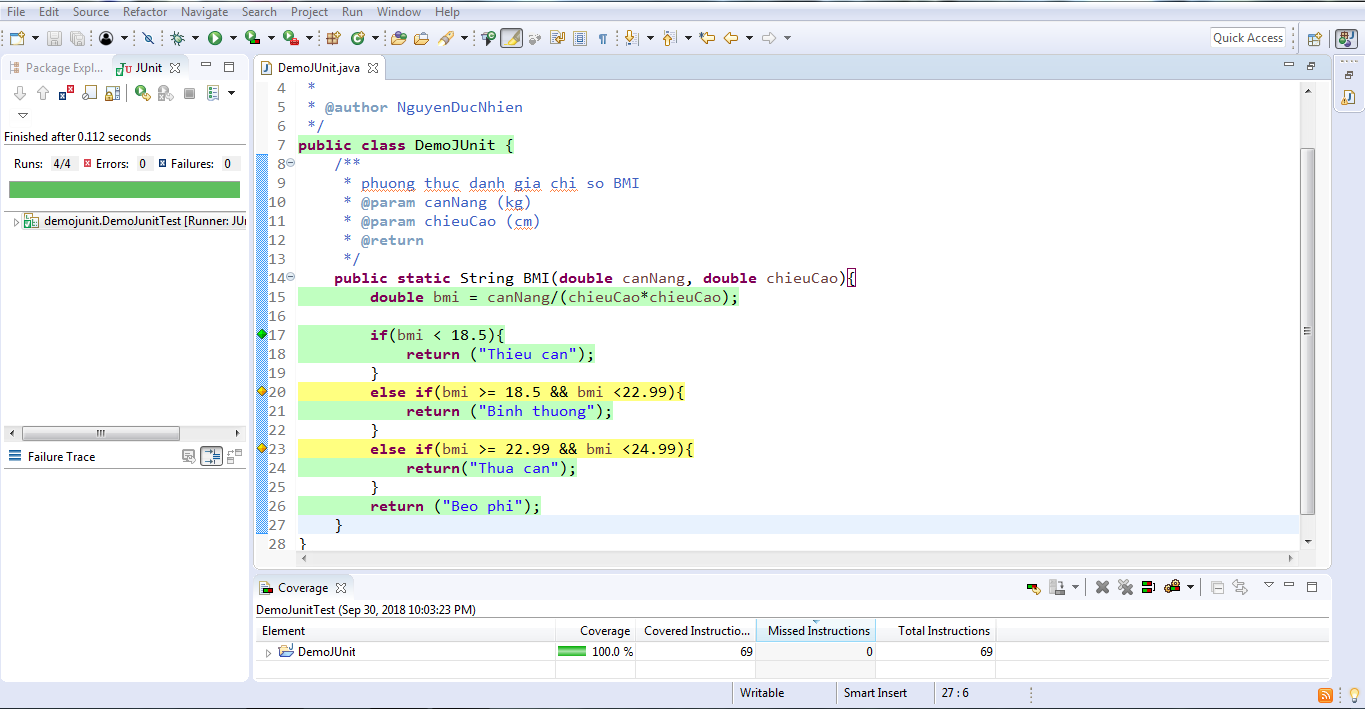 File Edit Source Refactor Navigate Search Project Run Window Help
Quick Access
Package Expl... JUnit
Finished after 0.112 seconds
Runs: 4/4 Errors: 0 Failures: 0
demojunit.DemoJunitTest [Runner: JU
Failure Trace
DemoJUnit.java
4 *
5 * @author NguyenDucNhien
6 */
7 public class DemoJUnit {
8 /**
9 * phuong thuc danh gia chi so BMI
10 * @param canNang (kg)
11 * @param chieuCao (cm)
12 * @return
13 */
14 public static String BMI(double canNang, double chieuCao){
15 double bmi = canNang/(chieuCao*chieuCao);
16
17 if(bmi < 18.5){
18 return ("Thieu can");
19 }
20 else if(bmi >= 18.5 && bmi <22.99){
21 return ("Binh thuong");
22 }
23 else if(bmi >= 22.99 && bmi <24.99){
24 return("Thua can");
25 }
26 return ("Beo phi");
27 }
28 }
Coverage
DemoJunitTest (Sep 30, 2018 10:03:23 PM)
Element Coverage Covered Instructio... Missed Instructions Total Instructions
DemoJUnit 100.0 % 69 0 69
Writable Smart Insert 27 : 6